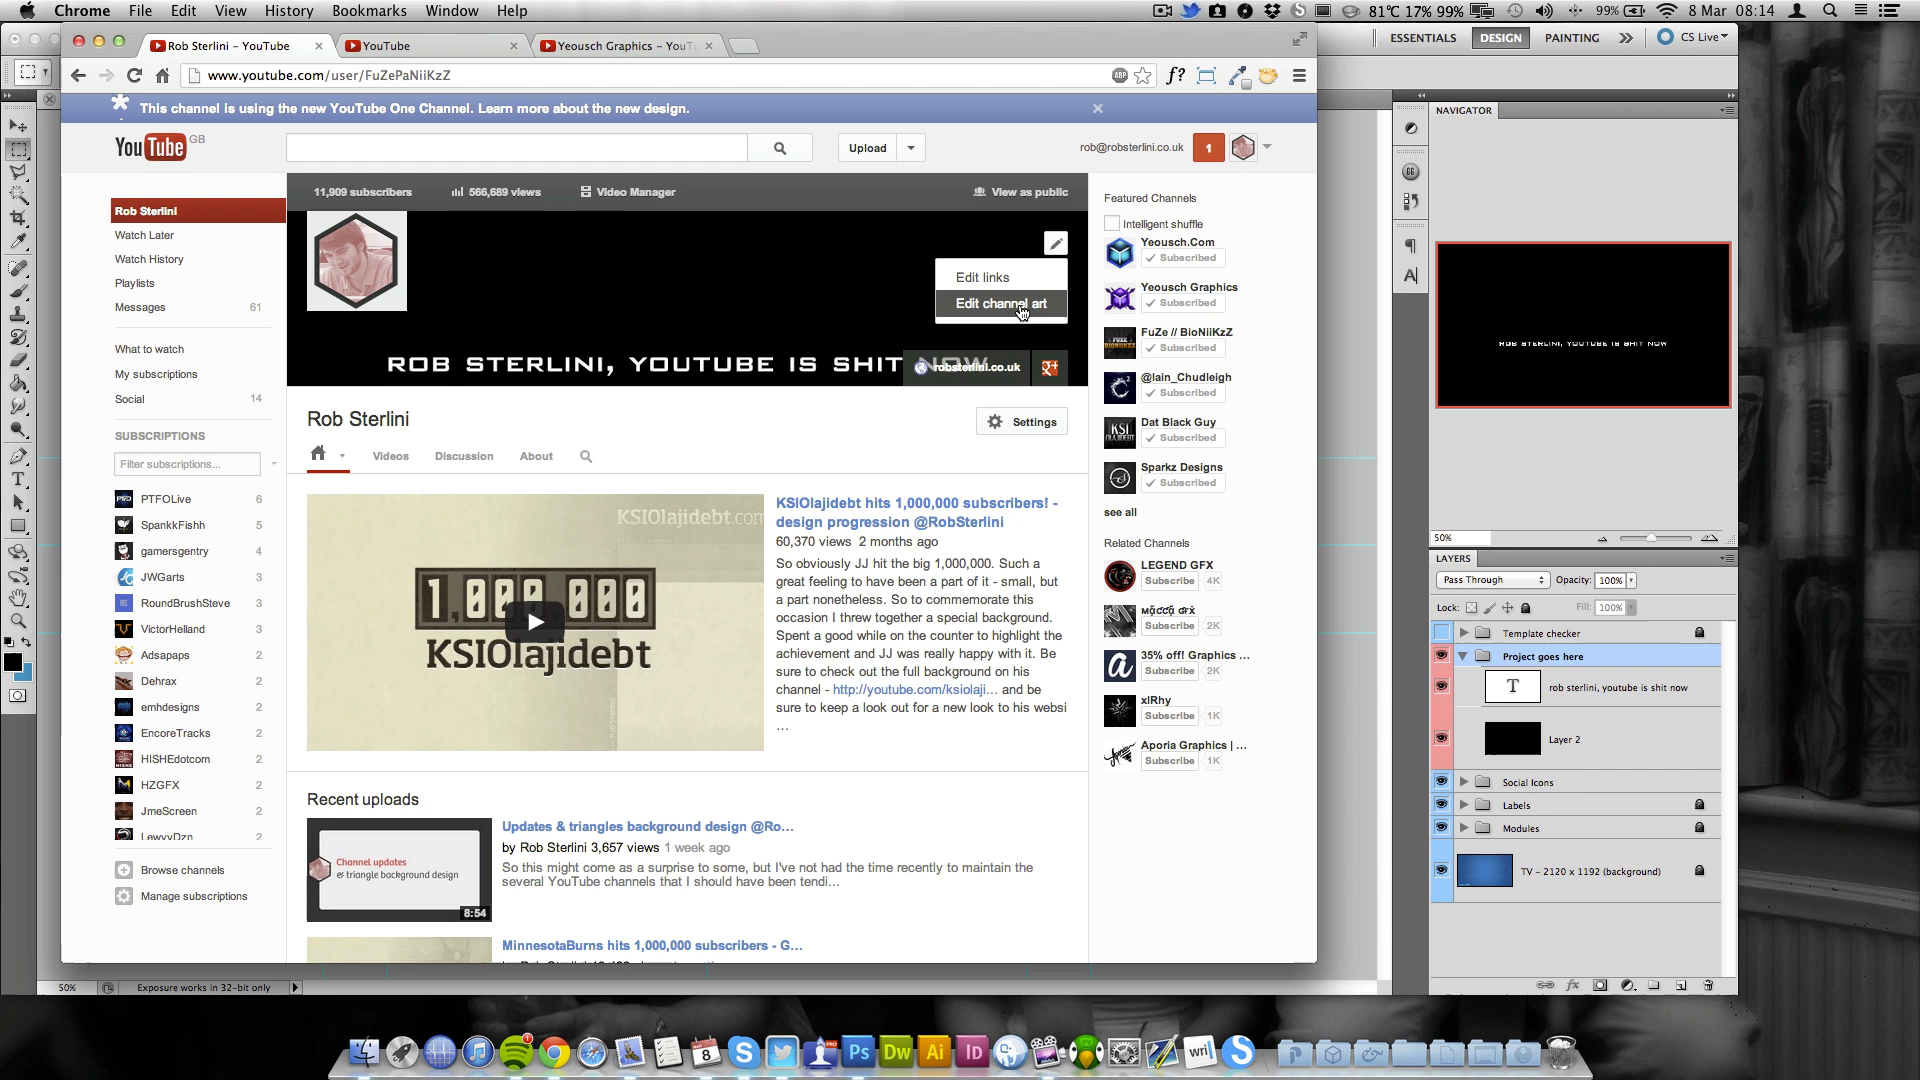 Chrome File Edit View History Bookmarks Window Help
81°C 17% 99% 99% 8 Mar 08:14
Rob Sterlini – YouTube
YouTube
Yeousch Graphics – YouT
ESSENTIALS DESIGN PAINTING CS Live
www.youtube.com/user/FuZePaNiiKzZ
ABP f?
This channel is using the new YouTube One Channel. Learn more about the new design.
YouTube GB
Upload
rob@robsterlini.co.uk 1
Rob Sterlini
Watch Later
Watch History
Playlists
Messages 61
What to watch
My subscriptions
Social 14
SUBSCRIPTIONS
Filter subscriptions...
PTFOLive 6
SpankkFishh 5
gamersgentry 4
JWGarts 3
RoundBrushSteve 3
VictorHelland 3
Adsapaps 2
Dehrax 2
emhdesigns 2
EncoreTracks 2
HISHEdotcom 2
HZGFX 2
JmeScreen 2
LewyyDzn 2
Browse channels
Manage subscriptions
11,909 subscribers 566,689 views Video Manager View as public
Edit links
Edit channel art
ROB STERLINI, YOUTUBE IS SHIT NOW
robsterlini.co.uk
Rob Sterlini
Settings
Videos Discussion About
KSIOlajidebt.com
1,000,000
KSIOlajidebt
KSIOlajidebt hits 1,000,000 subscribers! -
design progression @RobSterlini
60,370 views 2 months ago
So obviously JJ hit the big 1,000,000. Such a
great feeling to have been a part of it - small, but
a part nonetheless. So to commemorate this
occasion I threw together a special background.
Spent a good while on the counter to highlight the
achievement and JJ was really happy with it. Be
sure to check out the full background on his
channel - http://youtube.com/ksiolaji... and be
sure to keep a look out for a new look to his websi
...
Recent uploads
Channel updates
& triangle background design
8:54
Updates & triangles background design @Ro...
by Rob Sterlini 3,657 views 1 week ago
So this might come as a surprise to some, but I've not had the time recently to maintain the
several YouTube channels that I should have been tendi...
MinnesotaBurns hits 1,000,000 subscribers - G...
Featured Channels
Intelligent shuffle
Yeousch.Com
Subscribed
Yeousch Graphics
Subscribed
FuZe // BioNiiKzZ
Subscribed
@Iain_Chudleigh
Subscribed
Dat Black Guy
Subscribed
Sparkz Designs
Subscribed
see all
Related Channels
LEGEND GFX
Subscribe 4K
Subscribe 2K
35% off! Graphics ...
Subscribe 2K
xIRhy
Subscribe 1K
Aporia Graphics | ...
Subscribe 1K
NAVIGATOR
ROB STERLINI, YOUTUBE IS SHIT NOW
50%
LAYERS
Pass Through Opacity: 100%
Lock: Fill: 100%
Template checker
Project goes here
T rob sterlini, youtube is shit now
Layer 2
Social Icons
Labels
Modules
TV - 2120 x 1192 (background)
50% Exposure works in 32-bit only
8 Ps Dw Ai Id wri